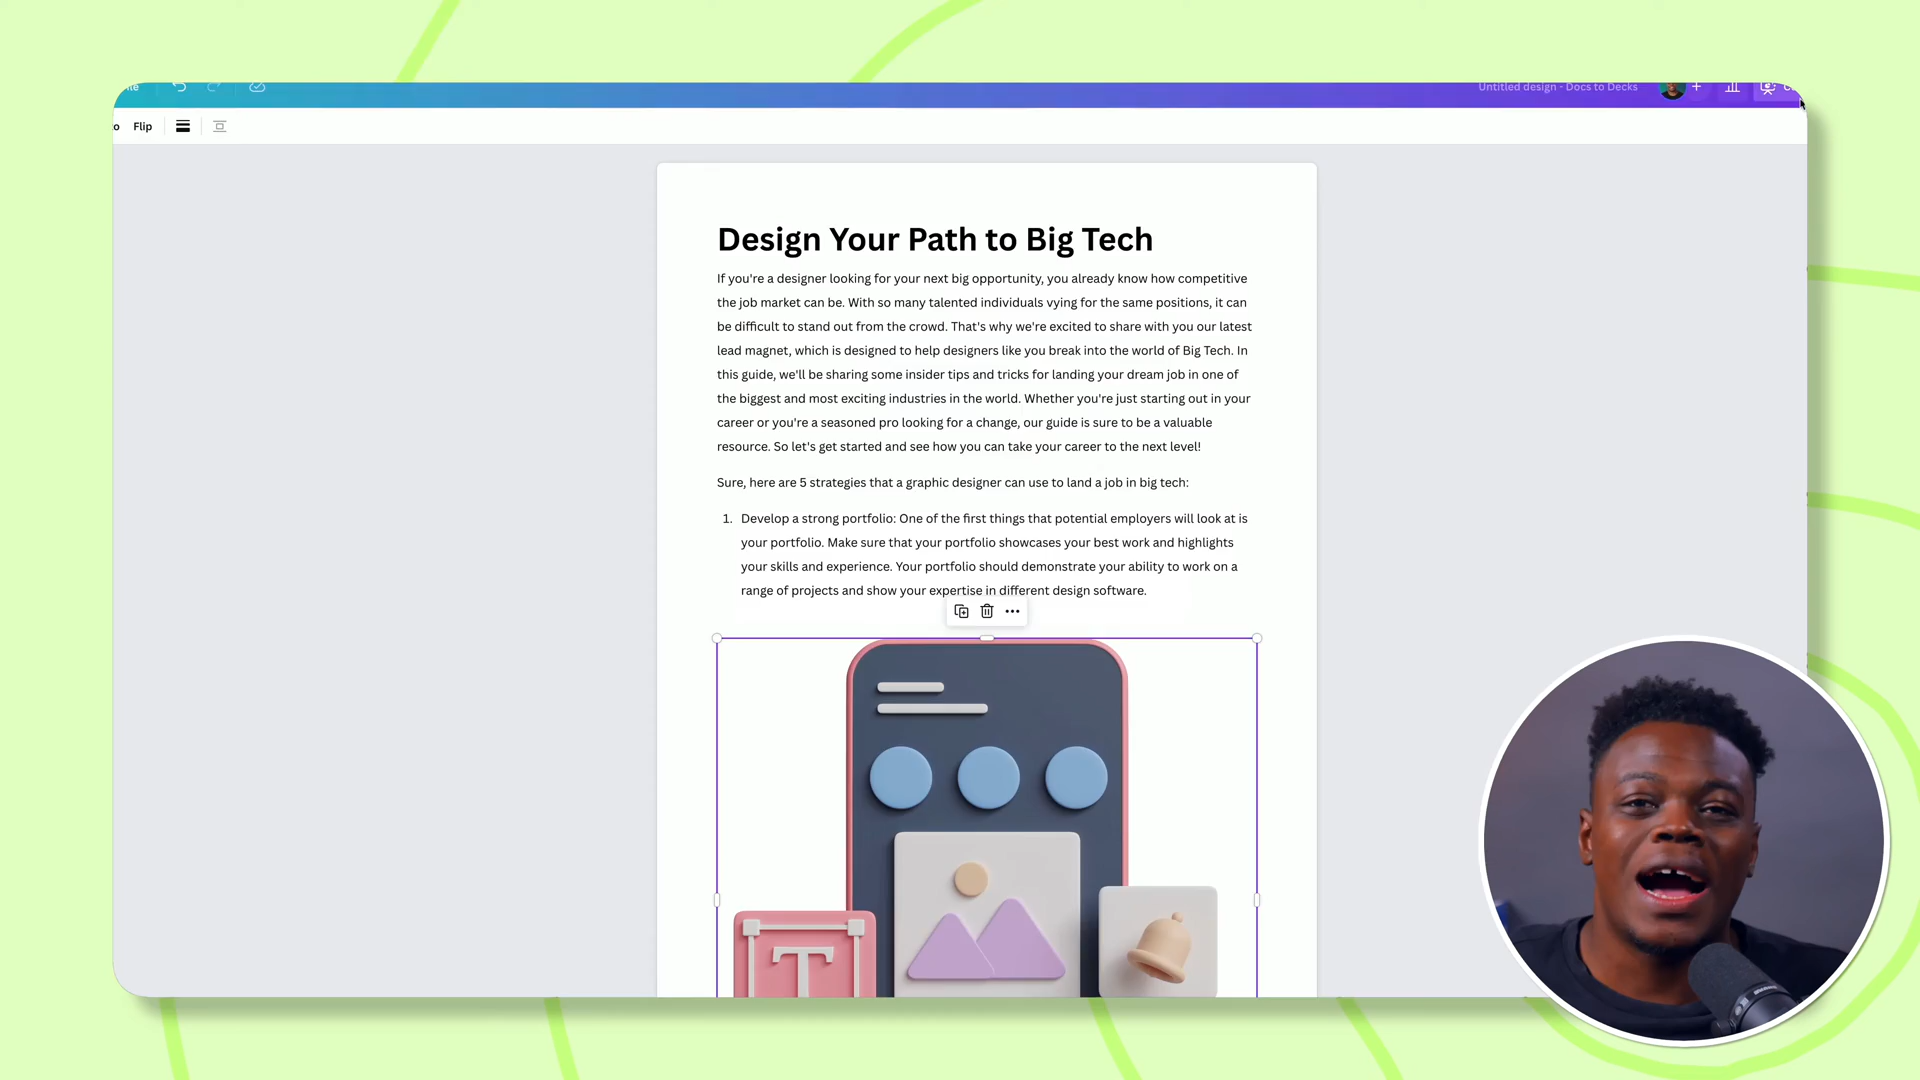 Untitled design - Docs to Decks
Flip
Design Your Path to Big Tech
If you're a designer looking for your next big opportunity, you already know how competitive
the job market can be. With so many talented individuals vying for the same positions, it can
be difficult to stand out from the crowd. That's why we're excited to share with you our latest
lead magnet, which is designed to help designers like you break into the world of Big Tech. In
this guide, we'll be sharing some insider tips and tricks for landing your dream job in one of
the biggest and most exciting industries in the world. Whether you're just starting out in your
career or you're a seasoned pro looking for a change, our guide is sure to be a valuable
resource. So let's get started and see how you can take your career to the next level!
Sure, here are 5 strategies that a graphic designer can use to land a job in big tech:
1. Develop a strong portfolio: One of the first things that potential employers will look at is
your portfolio. Make sure that your portfolio showcases your best work and highlights
your skills and experience. Your portfolio should demonstrate your ability to work on a
range of projects and show your expertise in different design software.
T